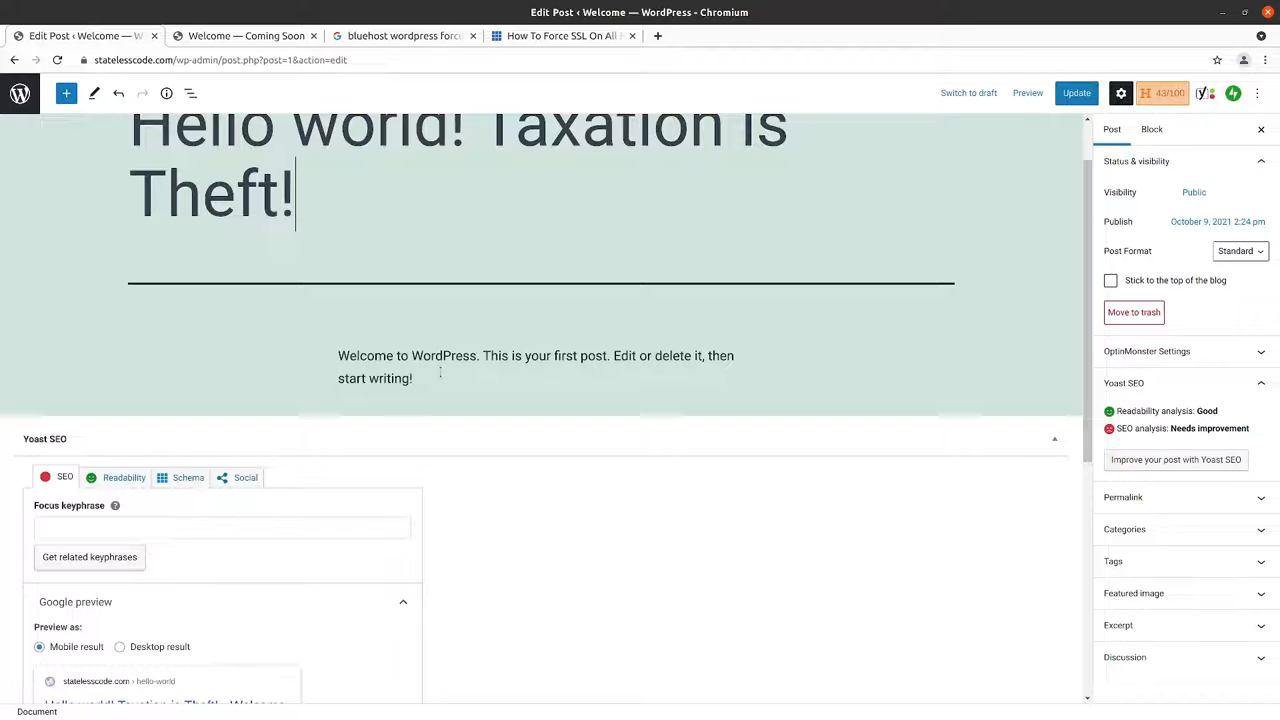 Edit Post ‹ Welcome — WordPress - Chromium
Edit Post ‹ Welcome — W
Welcome — Coming Soon
bluehost wordpress forc
How To Force SSL On All
statelesscode.com/wp-admin/post.php?post=1&action=edit
Switch to draft
Preview
Update
H 43/100
Hello world! Taxation is
Theft!
Welcome to WordPress. This is your first post. Edit or delete it, then
start writing!
Yoast SEO
SEO
Readability
Schema
Social
Focus keyphrase
Get related keyphrases
Google preview
Preview as:
Mobile result
Desktop result
statelesscode.com › hello-world
Hello world! Taxation is Theft! - Welcome
Document
Post
Block
Status & visibility
Visibility
Public
Publish
October 9, 2021 2:24 pm
Post Format
Standard
Stick to the top of the blog
Move to trash
OptinMonster Settings
Yoast SEO
Readability analysis: Good
SEO analysis: Needs improvement
Improve your post with Yoast SEO
Permalink
Categories
Tags
Featured image
Excerpt
Discussion